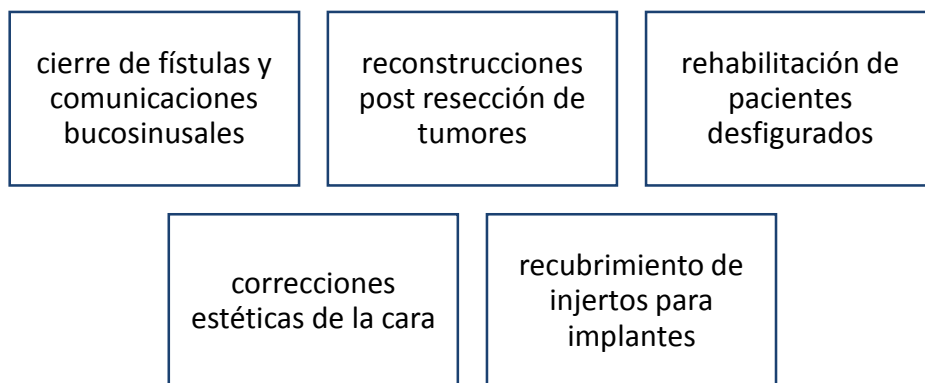 cierre de fístulas y
comunicaciones
bucosinusales
reconstrucciones
post resección de
tumores
rehabilitación de
pacientes
desfigurados
correcciones
estéticas de la cara
recubrimiento de
injertos para
implantes